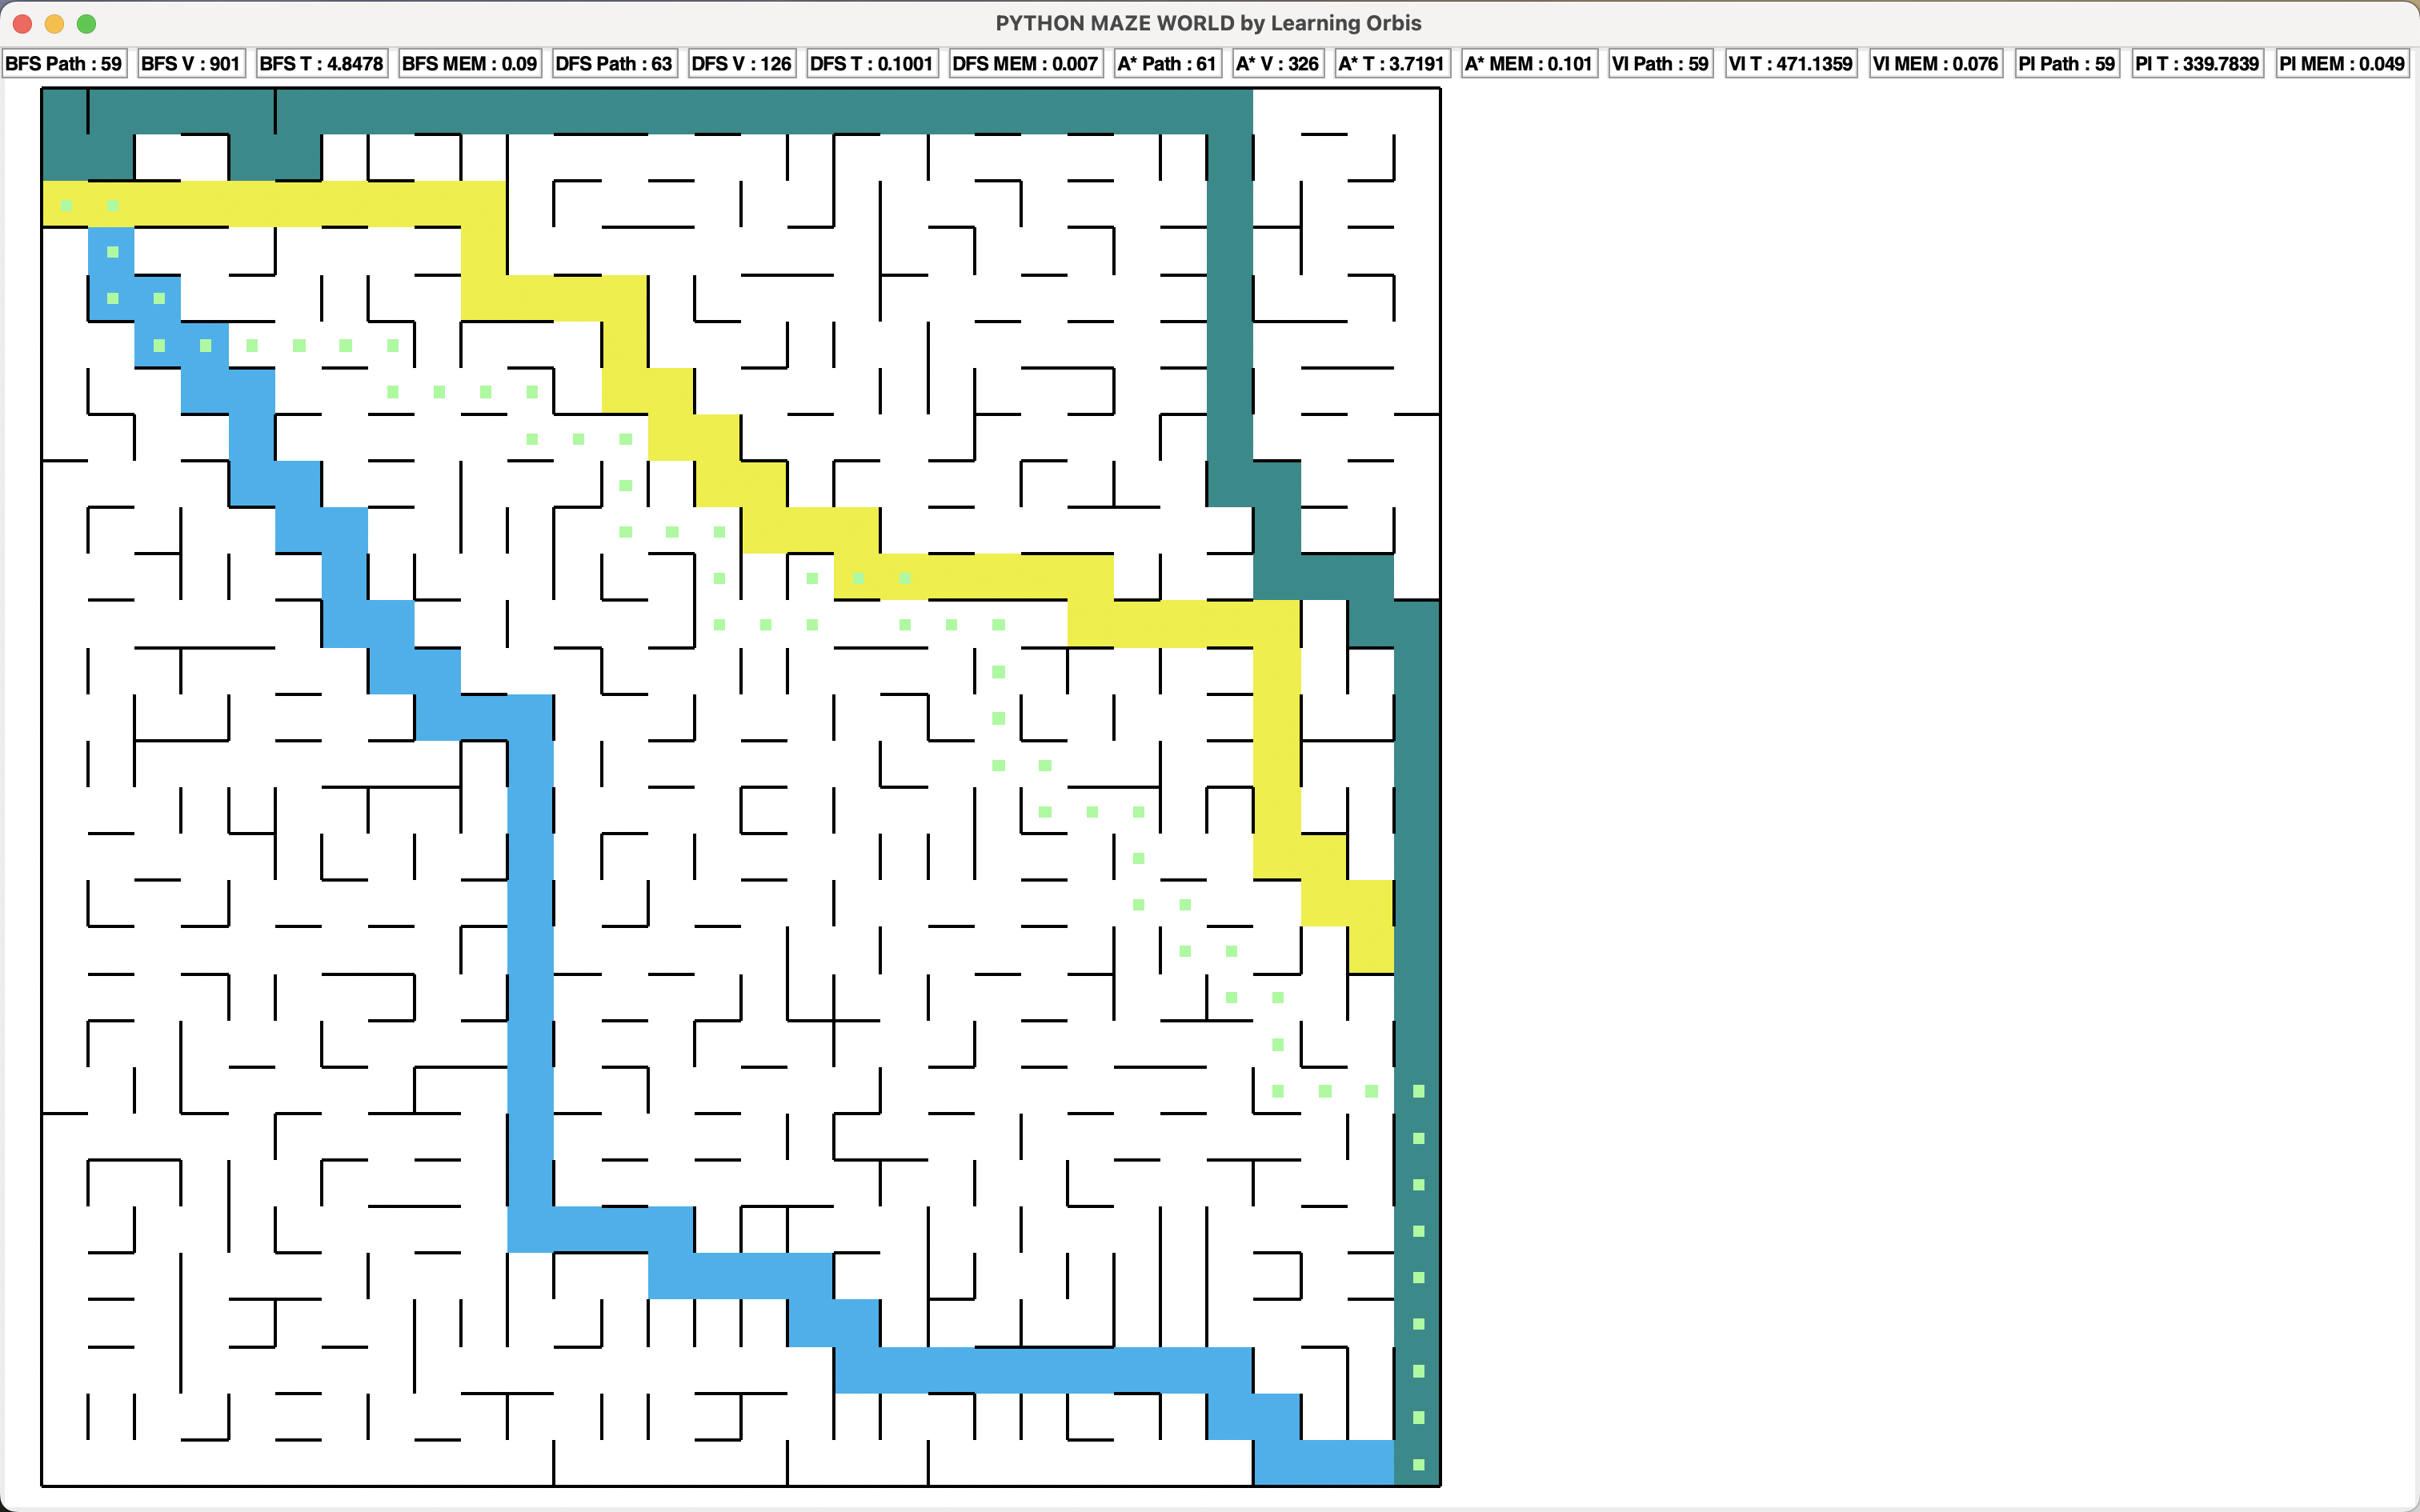 PYTHON MAZE WORLD by Learning Orbis
BFS Path : 59 BFS V : 901 BFS T : 4.8478 BFS MEM : 0.09 DFS Path : 63 DFS V : 126 DFS T : 0.1001 DFS MEM : 0.007 A* Path : 61 A* V : 326 A* T : 3.7191 A* MEM : 0.101 VI Path : 59 VI T : 471.1359 VI MEM : 0.076 PI Path : 59 PI T : 339.7839 PI MEM : 0.049